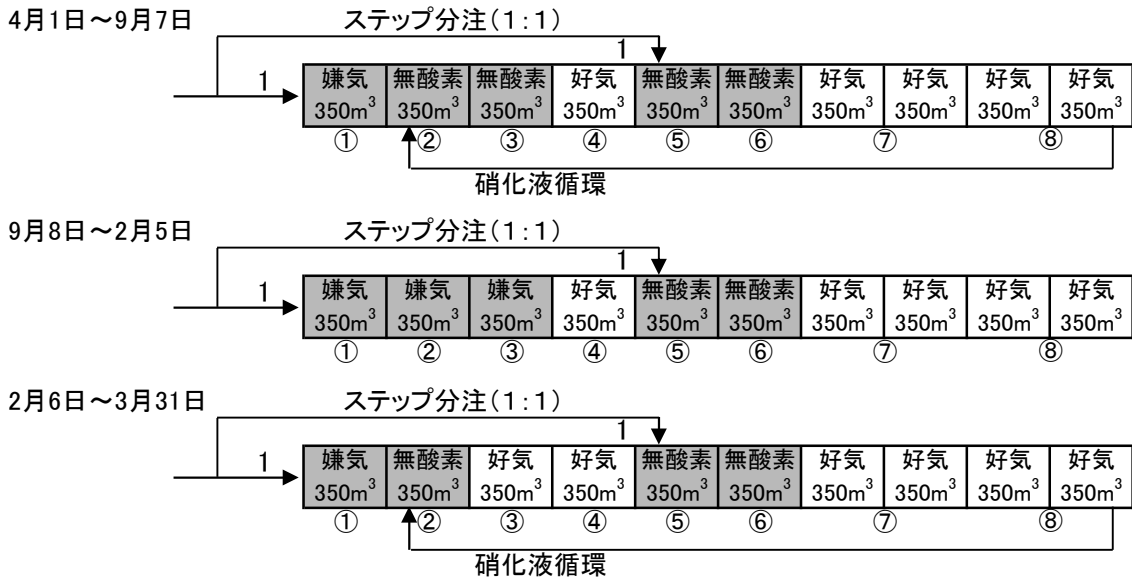 4月1日～9月7日
ステップ分注(1:1)
1
1
嫌気 無酸素 無酸素 好気 無酸素 無酸素 好気 好気 好気 好気
350m³ 350m³ 350m³ 350m³ 350m³ 350m³ 350m³ 350m³ 350m³ 350m³
① ② ③ ④ ⑤ ⑥ ⑦ ⑧
硝化液循環
9月8日～2月5日
ステップ分注(1:1)
1
1
嫌気 嫌気 嫌気 好気 無酸素 無酸素 好気 好気 好気 好気
350m³ 350m³ 350m³ 350m³ 350m³ 350m³ 350m³ 350m³ 350m³ 350m³
① ② ③ ④ ⑤ ⑥ ⑦ ⑧
2月6日～3月31日
ステップ分注(1:1)
1
1
嫌気 無酸素 好気 好気 無酸素 無酸素 好気 好気 好気 好気
350m³ 350m³ 350m³ 350m³ 350m³ 350m³ 350m³ 350m³ 350m³ 350m³
① ② ③ ④ ⑤ ⑥ ⑦ ⑧
硝化液循環